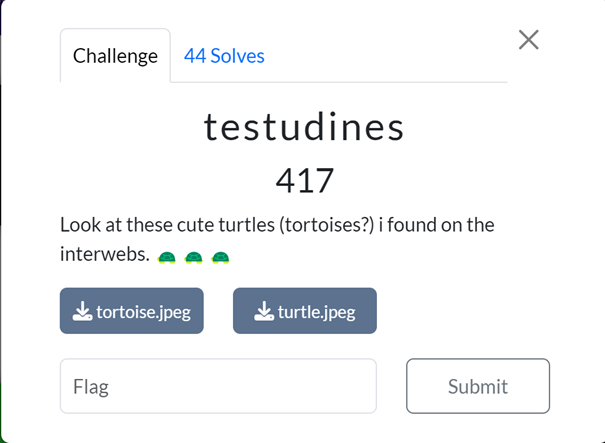 Challenge
44 Solves
testudines
417
Look at these cute turtles (tortoises?) i found on the
interwebs. 🐢 🐢 🐢
tortoise.jpeg
turtle.jpeg
Flag
Submit